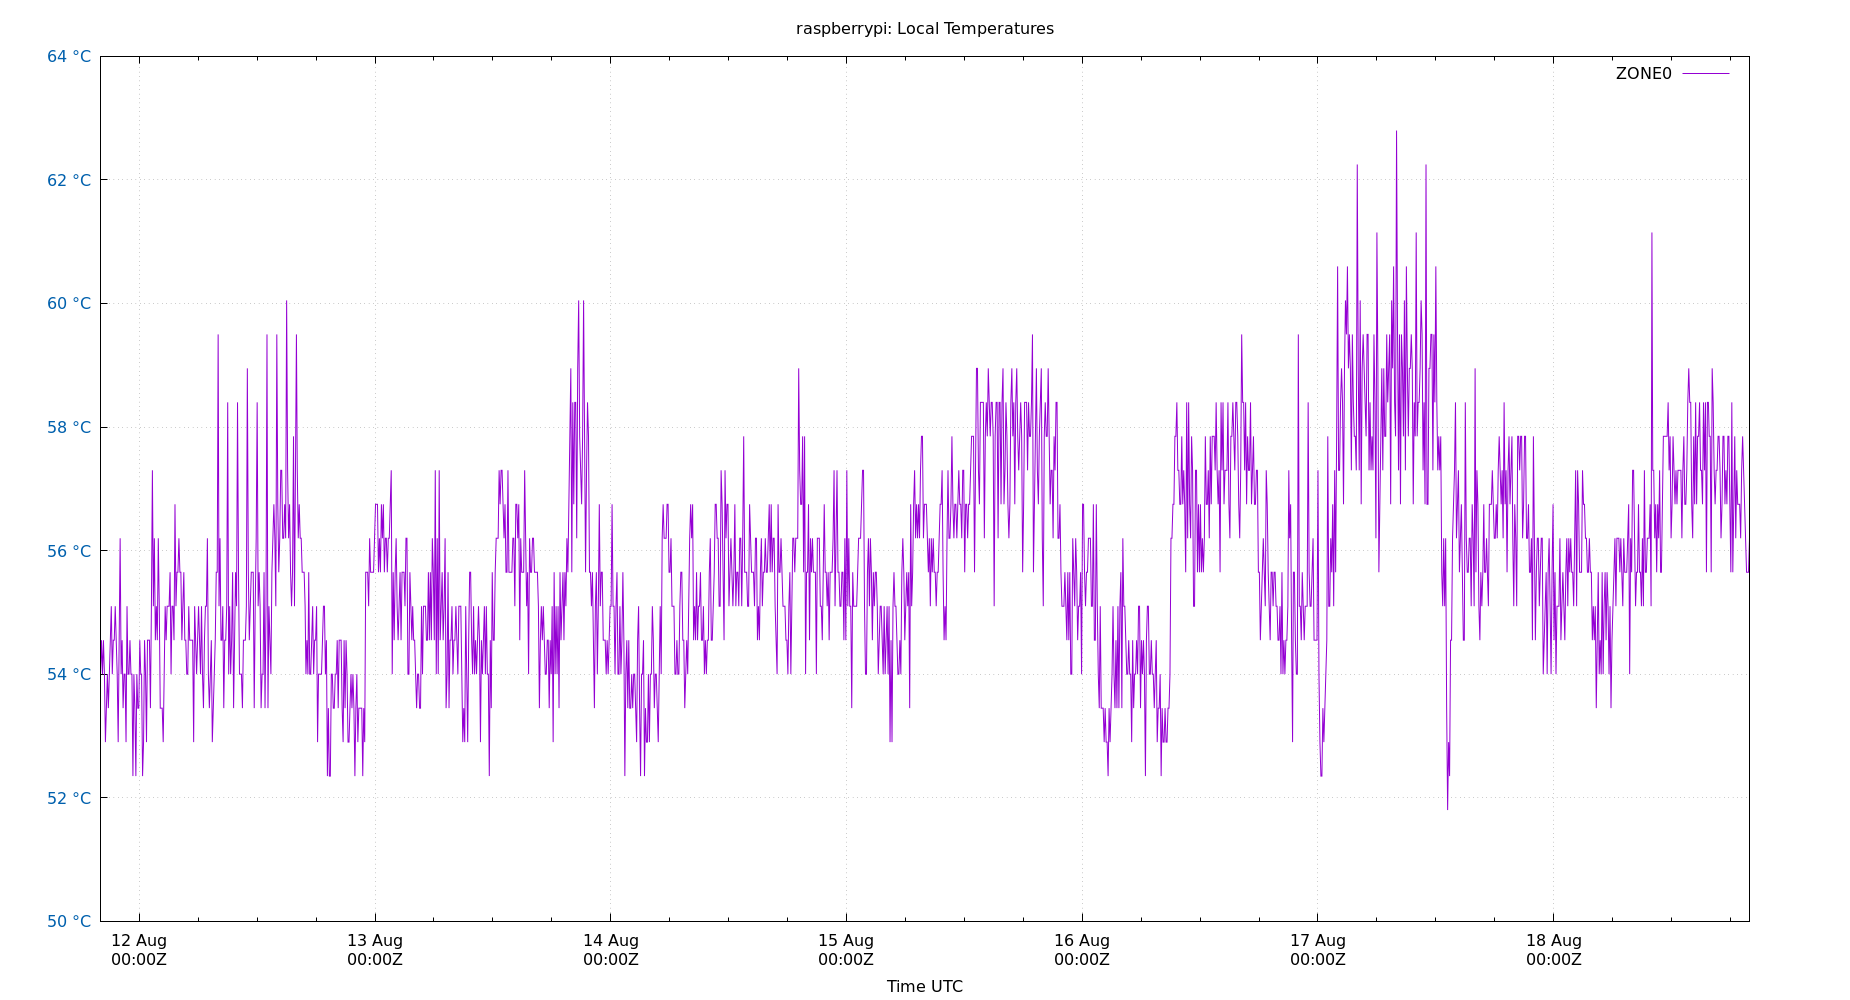 raspberrypi: Local Temperatures
64 °C
ZONE0
62 °C
60 °C
58 °C
56 °C
54 °C
52 °C
50 °C
12 Aug 13 Aug 14 Aug 15 Aug 16 Aug 17 Aug 18 Aug
00:00Z 00:00Z 00:00Z 00:00Z 00:00Z 00:00Z 00:00Z
Time UTC